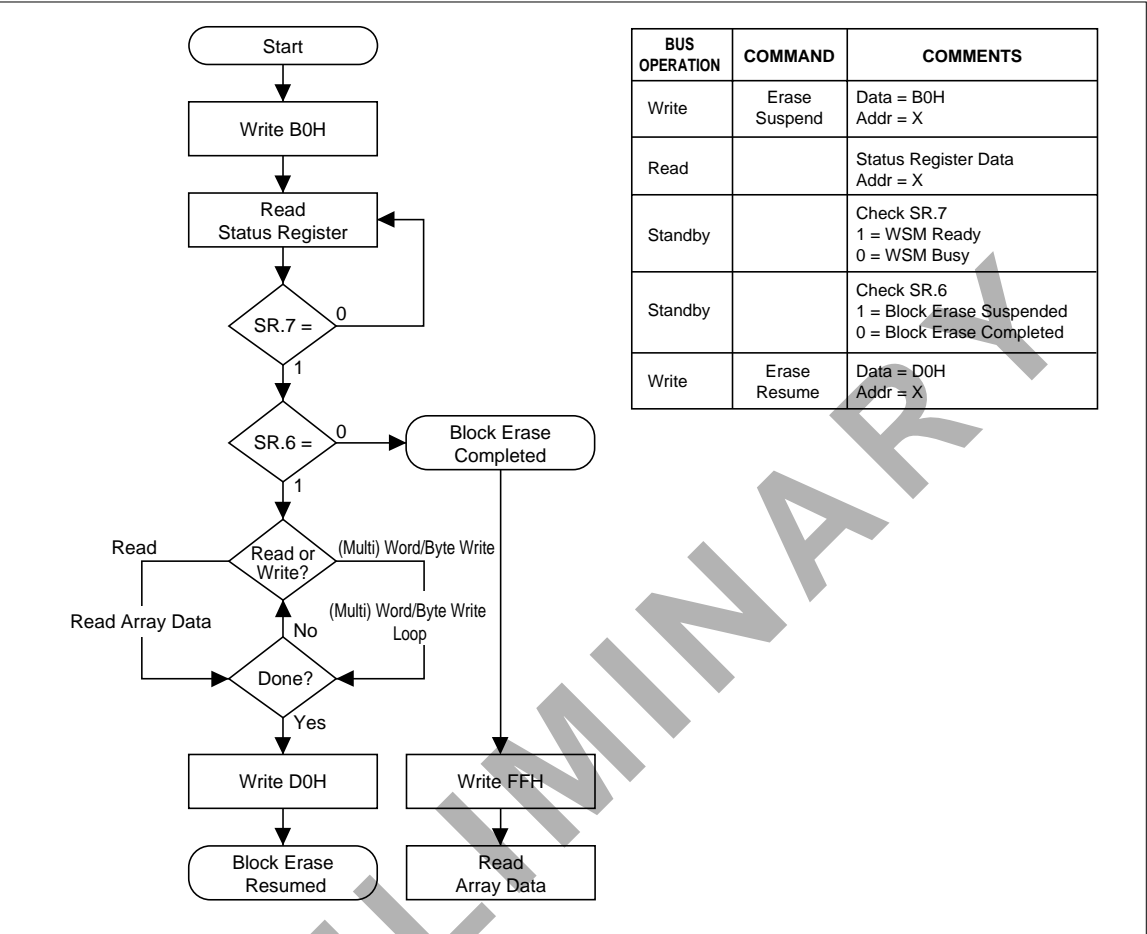 Start
Write B0H
Read
Status Register
SR.7 =
0
1
SR.6 =
0
Block Erase
Completed
1
Read
Read or
Write?
(Multi) Word/Byte Write
Read Array Data
(Multi) Word/Byte Write
Loop
No
Done?
Yes
Write D0H
Write FFH
Block Erase
Resumed
Read
Array Data
BUS
OPERATION
COMMAND
COMMENTS
Write
Erase
Suspend
Data = B0H
Addr = X
Read
Status Register Data
Addr = X
Standby
Check SR.7
1 = WSM Ready
0 = WSM Busy
Standby
Check SR.6
1 = Block Erase Suspended
0 = Block Erase Completed
Write
Erase
Resume
Data = D0H
Addr = X
LIMINARY